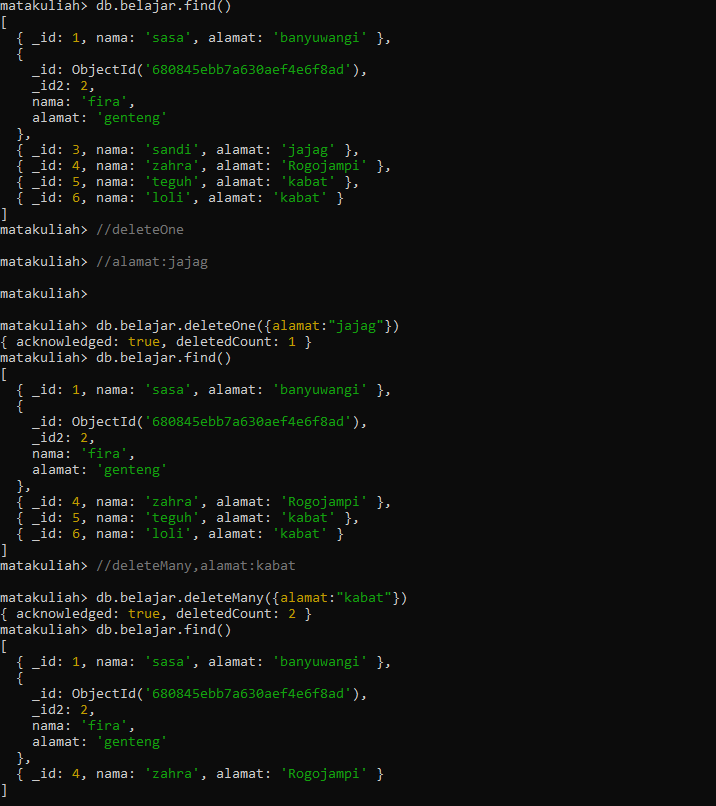 matakuliah> db.belajar.find()
[
  { _id: 1, nama: 'sasa', alamat: 'banyuwangi' },
  {
    _id: ObjectId('680845ebb7a630aef4e6f8ad'),
    _id2: 2,
    nama: 'fira',
    alamat: 'genteng'
  },
  { _id: 3, nama: 'sandi', alamat: 'jajag' },
  { _id: 4, nama: 'zahra', alamat: 'Rogojampi' },
  { _id: 5, nama: 'teguh', alamat: 'kabat' },
  { _id: 6, nama: 'loli', alamat: 'kabat' }
]
matakuliah> //deleteOne
matakuliah> //alamat:jajag
matakuliah>
matakuliah> db.belajar.deleteOne({alamat:"jajag"})
{ acknowledged: true, deletedCount: 1 }
matakuliah> db.belajar.find()
[
  { _id: 1, nama: 'sasa', alamat: 'banyuwangi' },
  {
    _id: ObjectId('680845ebb7a630aef4e6f8ad'),
    _id2: 2,
    nama: 'fira',
    alamat: 'genteng'
  },
  { _id: 4, nama: 'zahra', alamat: 'Rogojampi' },
  { _id: 5, nama: 'teguh', alamat: 'kabat' },
  { _id: 6, nama: 'loli', alamat: 'kabat' }
]
matakuliah> //deleteMany,alamat:kabat
matakuliah> db.belajar.deleteMany({alamat:"kabat"})
{ acknowledged: true, deletedCount: 2 }
matakuliah> db.belajar.find()
[
  { _id: 1, nama: 'sasa', alamat: 'banyuwangi' },
  {
    _id: ObjectId('680845ebb7a630aef4e6f8ad'),
    _id2: 2,
    nama: 'fira',
    alamat: 'genteng'
  },
  { _id: 4, nama: 'zahra', alamat: 'Rogojampi' }
]